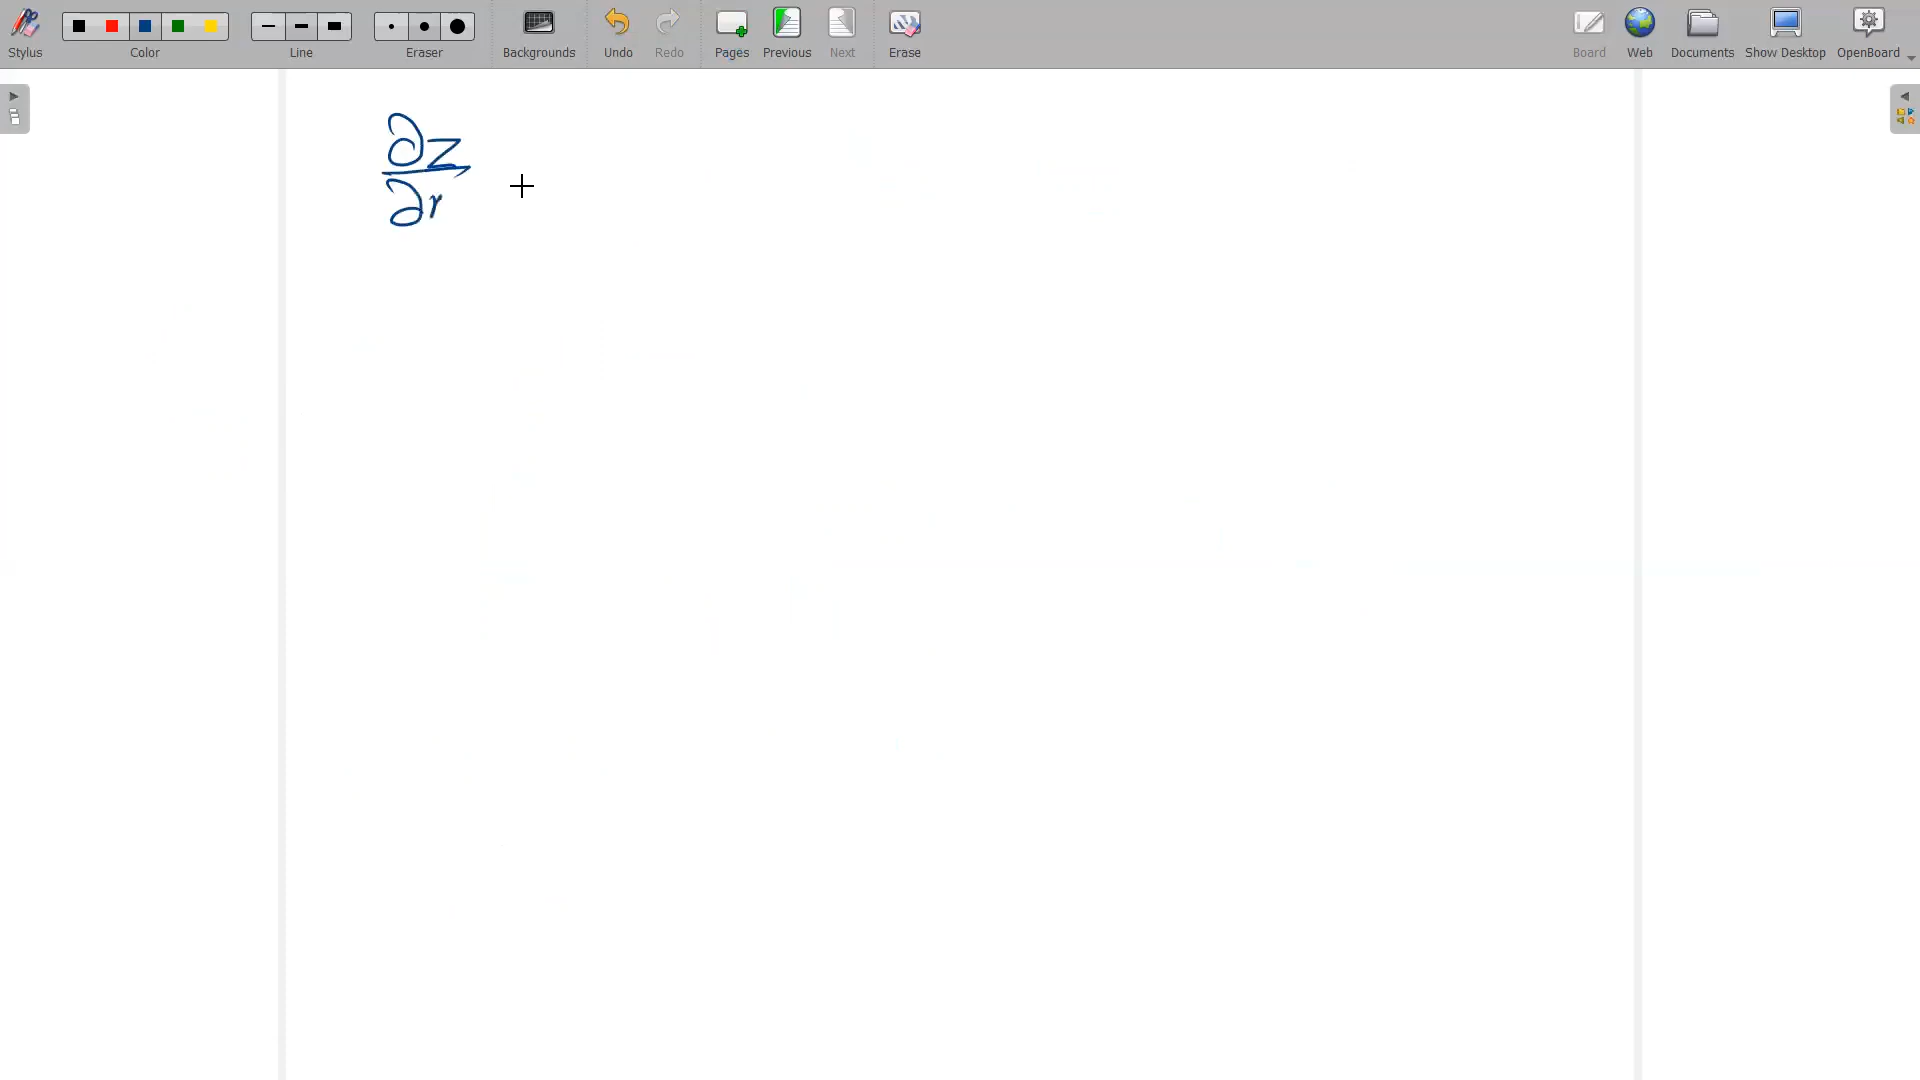 Stylus Color Line Eraser Backgrounds Undo Redo Pages Previous Next Erase Board Web Documents Show Desktop OpenBoard
∂z
∂r